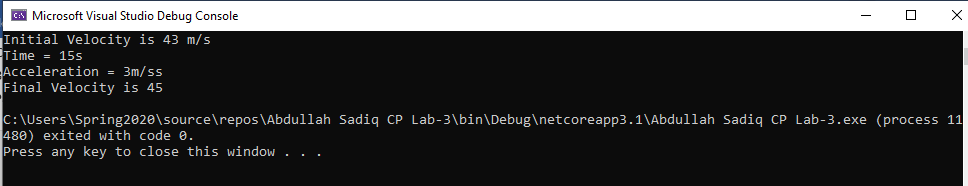 Microsoft Visual Studio Debug Console
Initial Velocity is 43 m/s
Time = 15s
Acceleration = 3m/ss
Final Velocity is 45
C:\Users\Spring2020\source\repos\Abdullah Sadiq CP Lab-3\bin\Debug\netcoreapp3.1\Abdullah Sadiq CP Lab-3.exe (process 11
480) exited with code 0.
Press any key to close this window . . .